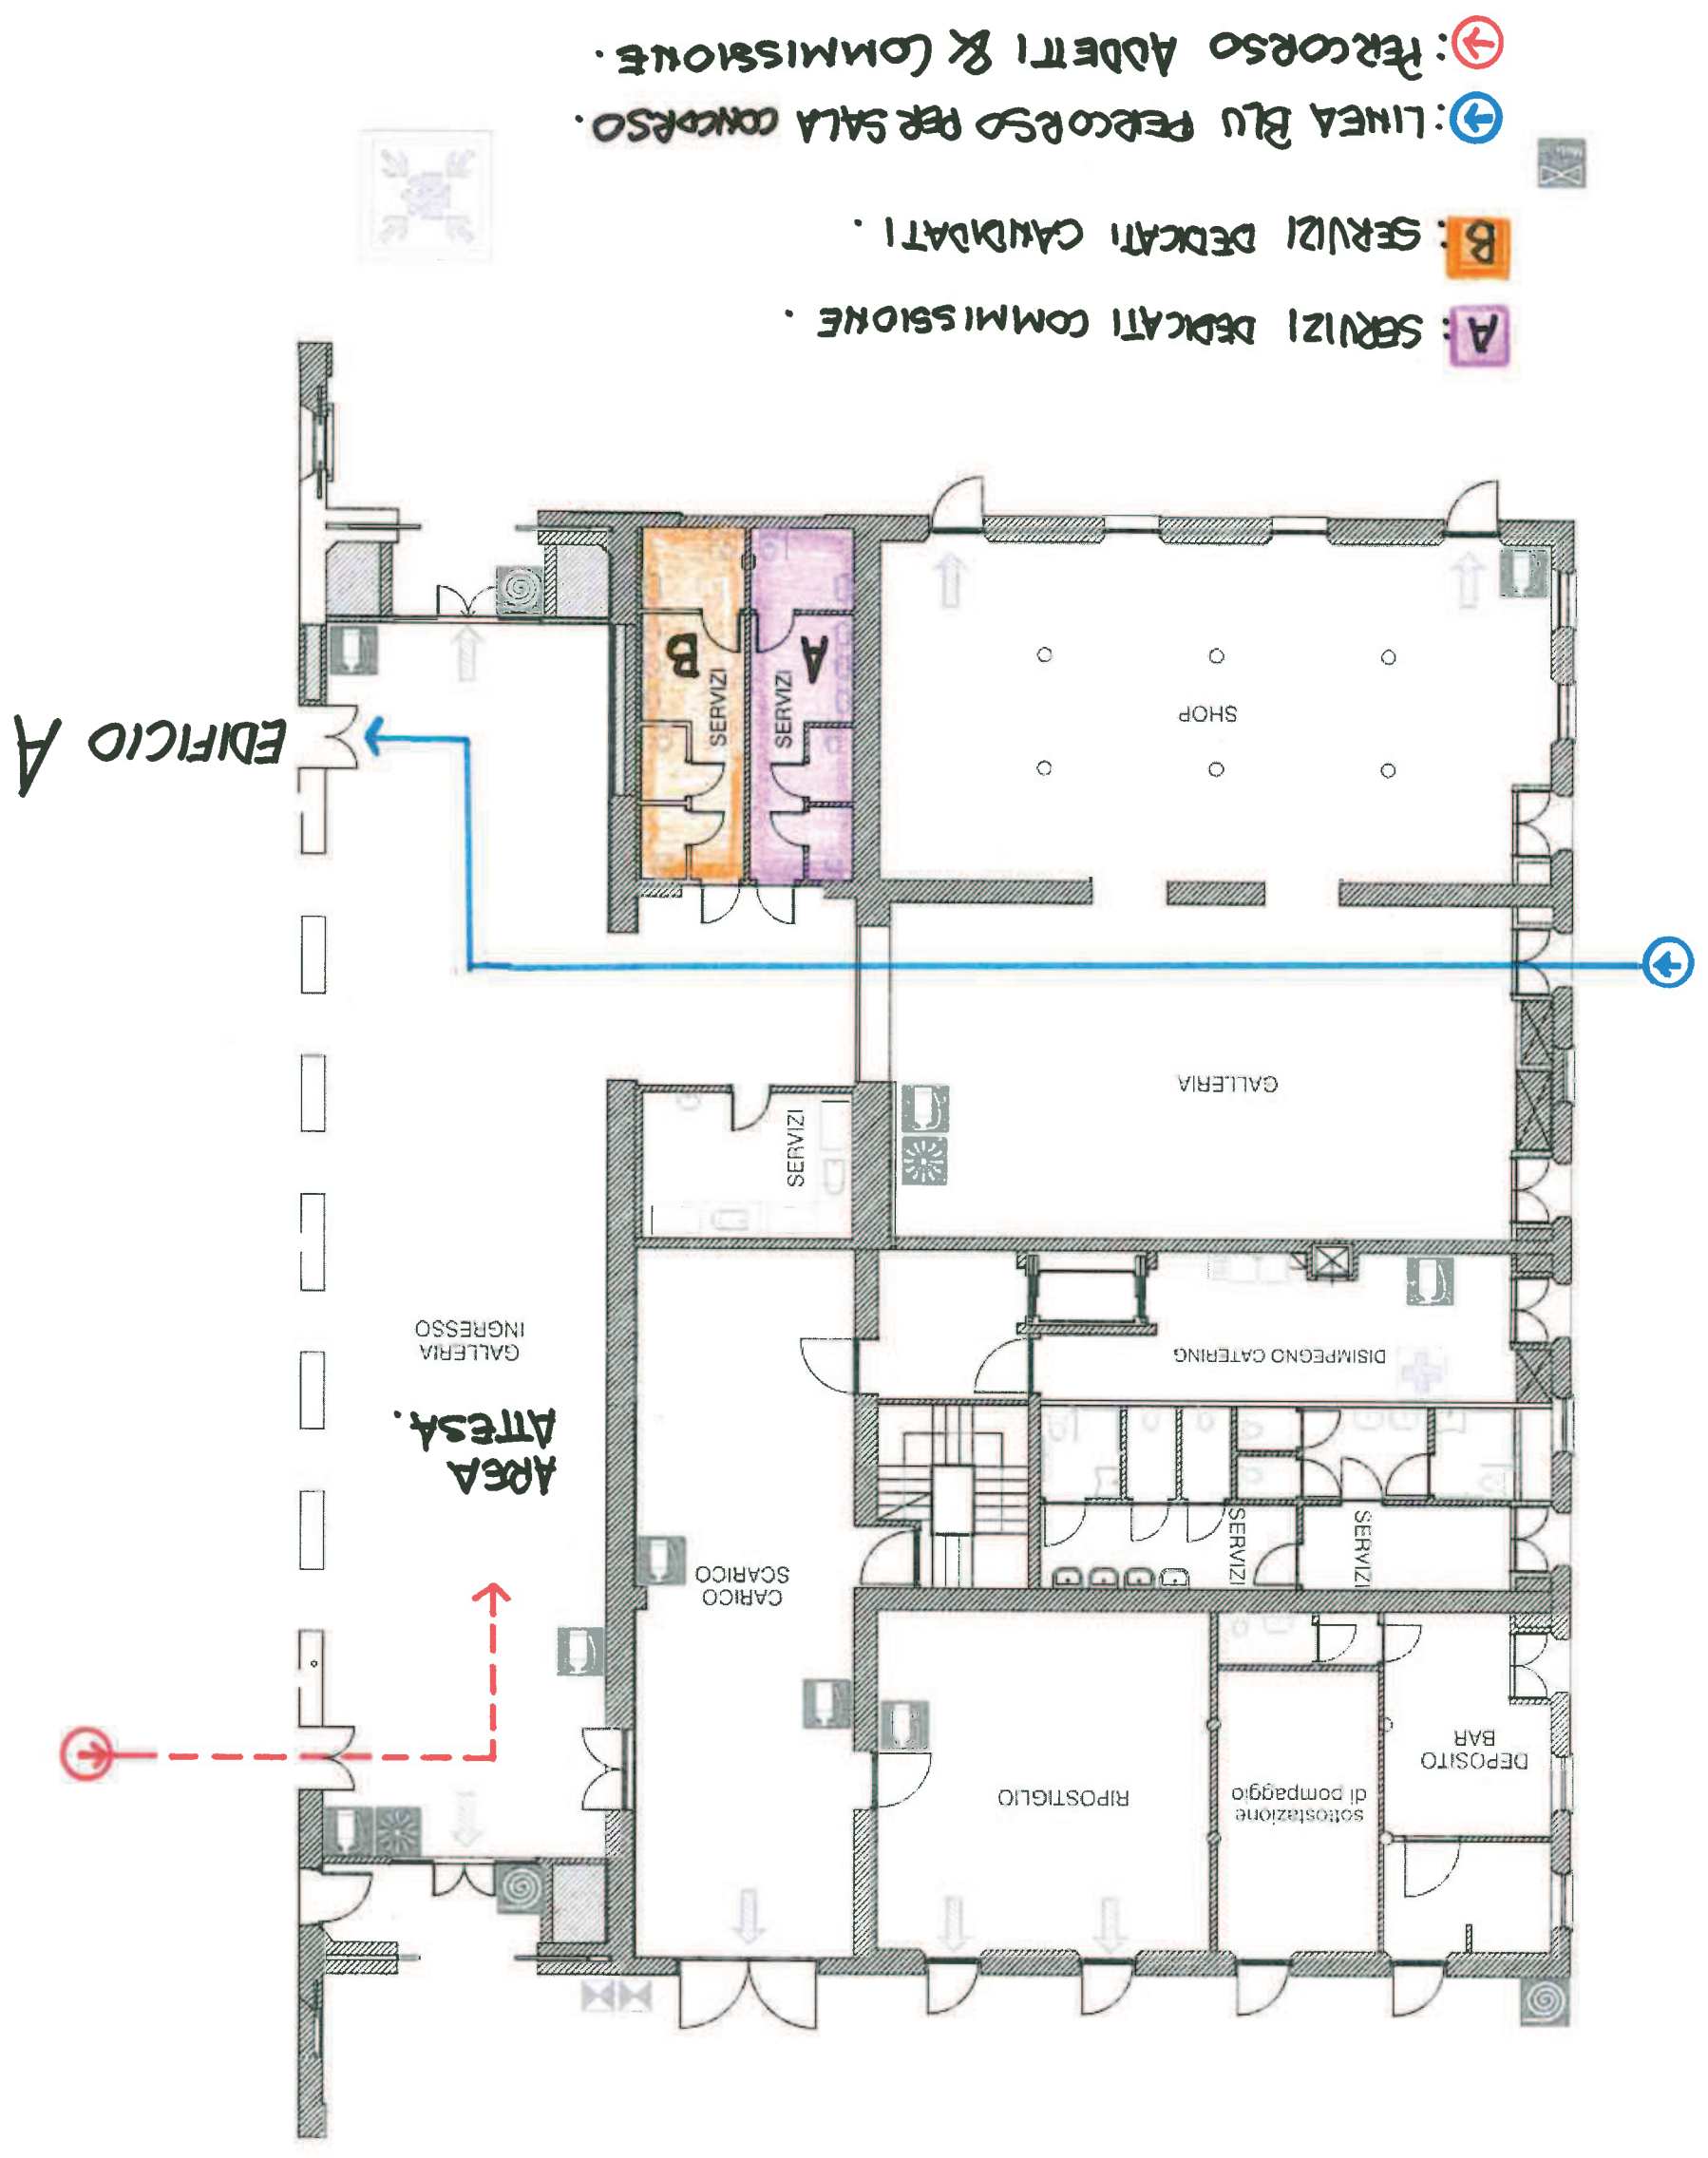 sottostazione
di pompaggio
RIPOSTIGLIO
DEPOSITO
BAR
CARICO
SCARICO
SERVIZI
SERVIZI
AREA
ATTESA.
DISIMPEGNO CATERING
GALLERIA
INGRESSO
SERVIZI
GALLERIA
EDIFICIO A
SHOP
SERVIZI
A
SERVIZI
B
A: SERVIZI DEDICATI COMMISSIONE.
B: SERVIZI DEDICATI CANDIDATI.
: LINEA BLU PERCORSO PER SALA CONCORSO.
: PERCORSO ADDETTI & COMMISSIONE.